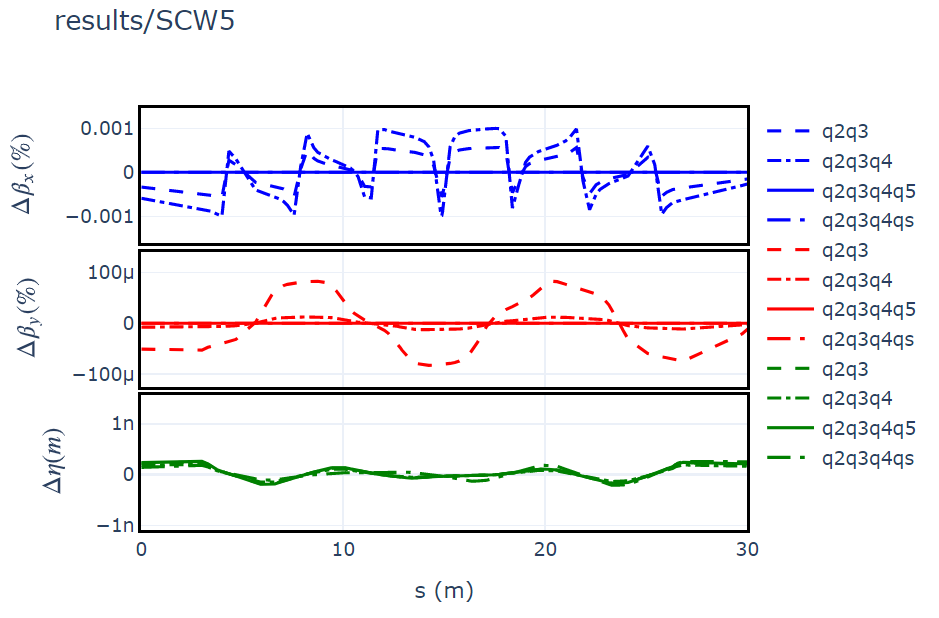 results/SCW5
Δβx(%)
0.001
0
−0.001
Δβy(%)
100μ
0
−100μ
Δη(m)
1n
0
−1n
0 10 20 30
s (m)
q2q3
q2q3q4
q2q3q4q5
q2q3q4qs
q2q3
q2q3q4
q2q3q4q5
q2q3q4qs
q2q3
q2q3q4
q2q3q4q5
q2q3q4qs